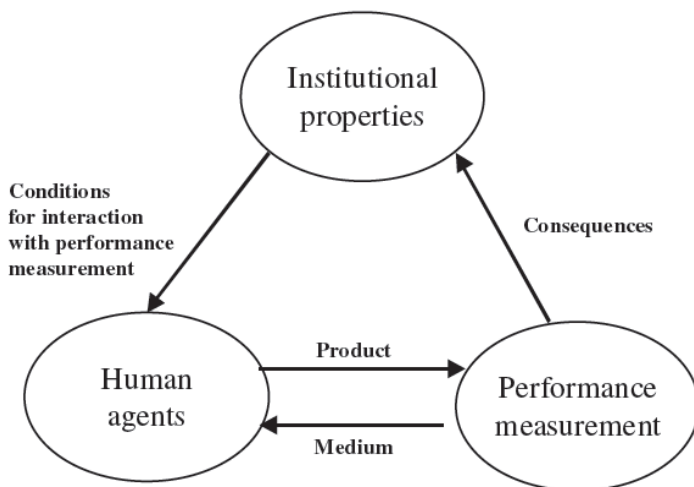 Institutional
properties
Conditions
for interaction
with performance
measurement
Consequences
Product
Human
agents
Performance
measurement
Medium